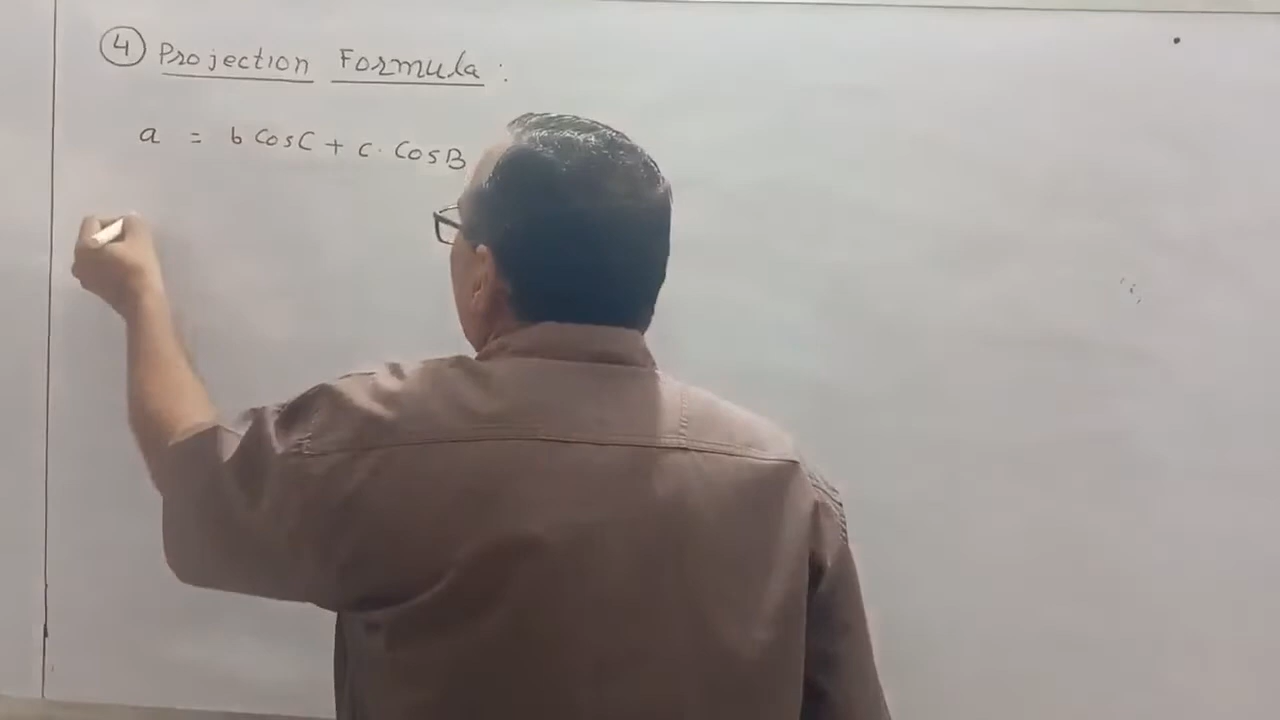 ④ Projection Formula :
a = b CosC + c. CosB